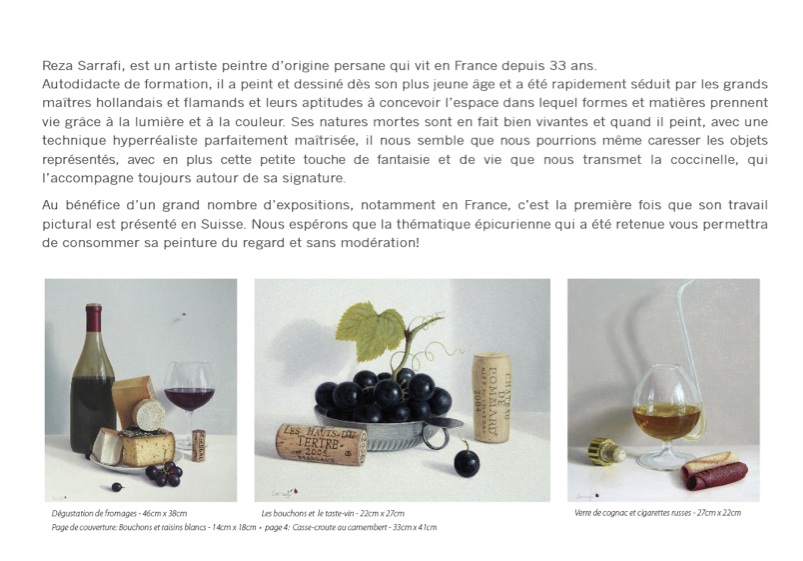 Reza Sarrafi, est un artiste peintre d'origine persane qui vit en France depuis 33 ans.
Autodidacte de formation, il a peint et dessiné dès son plus jeune âge et a été rapidement séduit par les grands
maîtres hollandais et flamands et leurs aptitudes à concevoir l'espace dans lequel formes et matières prennent
vie grâce à la lumière et à la couleur. Ses natures mortes sont en fait bien vivantes et quand il peint, avec une
technique hyperréaliste parfaitement maîtrisée, il nous semble que nous pourrions même caresser les objets
représentés, avec en plus cette petite touche de fantaisie et de vie que nous transmet la coccinelle, qui
l'accompagne toujours autour de sa signature.
Au bénéfice d'un grand nombre d'expositions, notamment en France, c'est la première fois que son travail
pictural est présenté en Suisse. Nous espérons que la thématique épicurienne qui a été retenue vous permettra
de consommer sa peinture du regard et sans modération!
LES HAUTS-DU
TERTRE
2005
MARGAUX
CHATEAU
DE
POMMARD
2004
Dégustation de fromages - 46cm x 38cm
Les bouchons et le taste-vin - 22cm x 27cm
Verre de cognac et cigarettes russes - 27cm x 22cm
Page de couverture: Bouchons et raisins blancs - 14cm x 18cm • page 4: Casse-croute au camembert - 33cm x 41cm